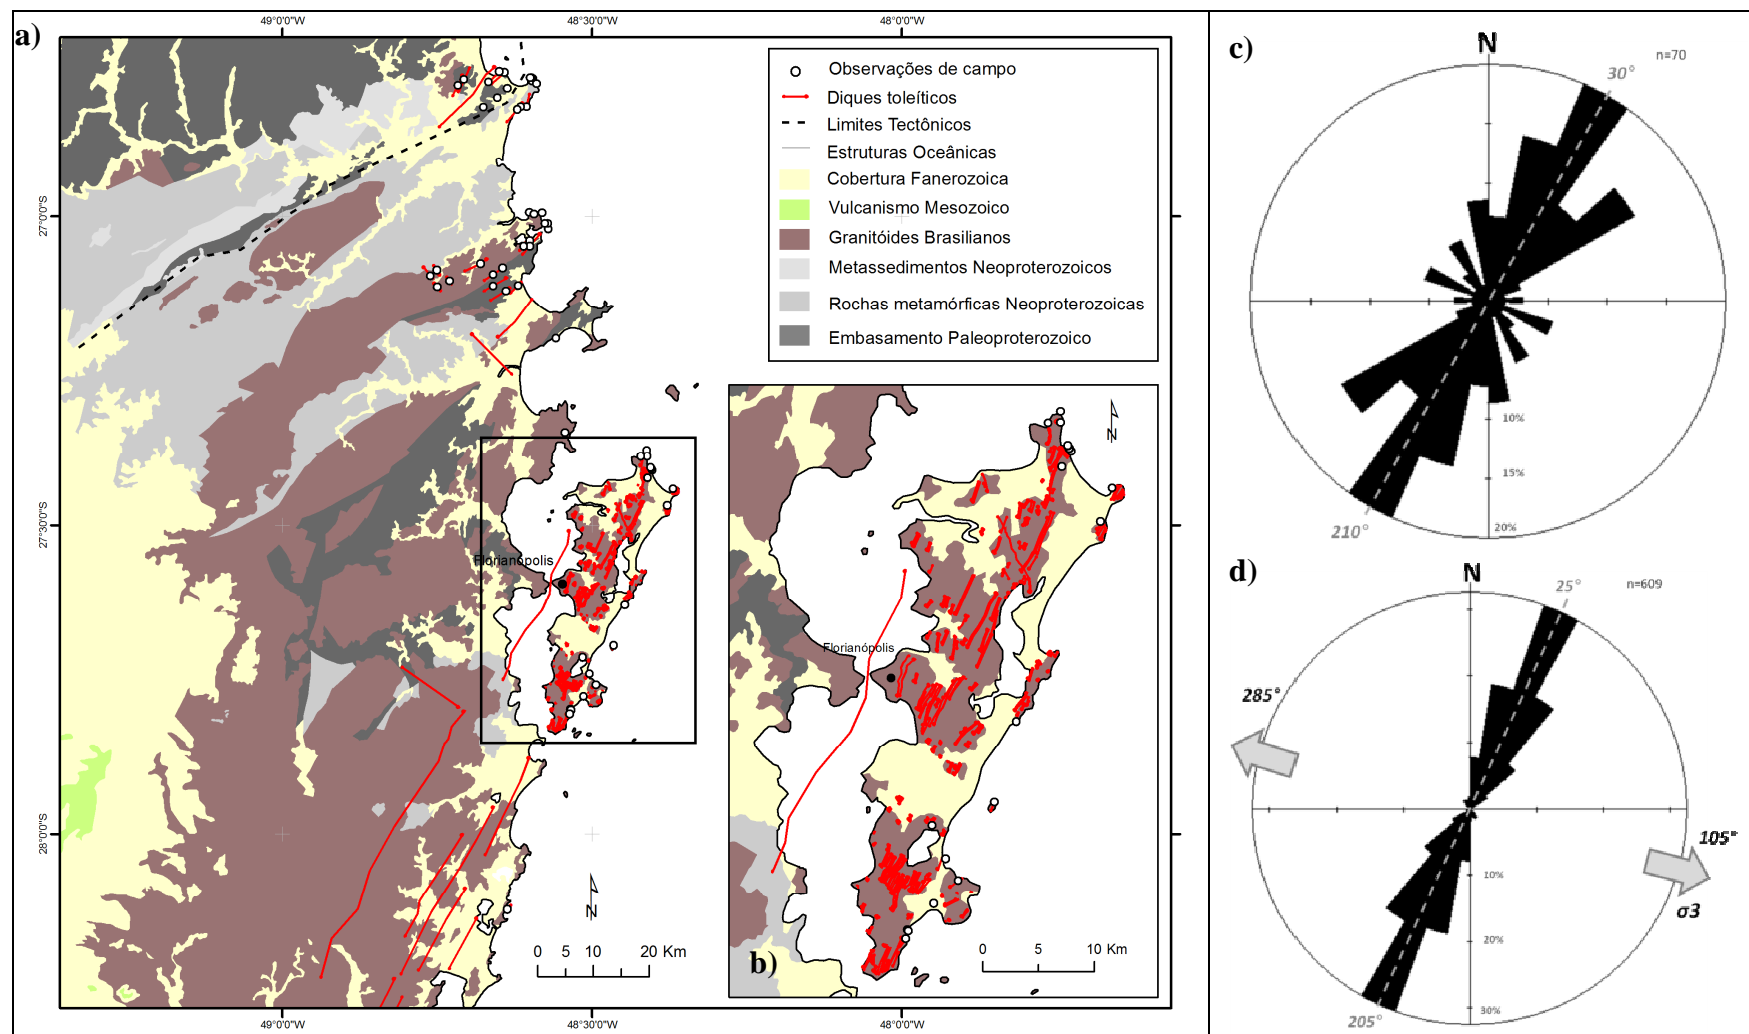 a)
49°0'0"W
48°30'0"W
48°0'0"W
27°0'0"S
27°30'0"S
28°0'0"S
Observações de campo
Diques toleíticos
Limites Tectônicos
Estruturas Oceânicas
Cobertura Fanerozoica
Vulcanismo Mesozoico
Granitóides Brasilianos
Metassedimentos Neoproterozoicos
Rochas metamórficas Neoproterozoicas
Embasamento Paleoproterozoico
Florianópolis
N
0 5 10 20 Km
49°0'0"W
48°30'0"W
48°0'0"W
b)
N
Florianópolis
0 5 10 Km
c)
N
30°
n=70
10%
15%
20%
210°
d)
N
25°
n=609
285°
105°
σ3
10%
20%
30%
205°